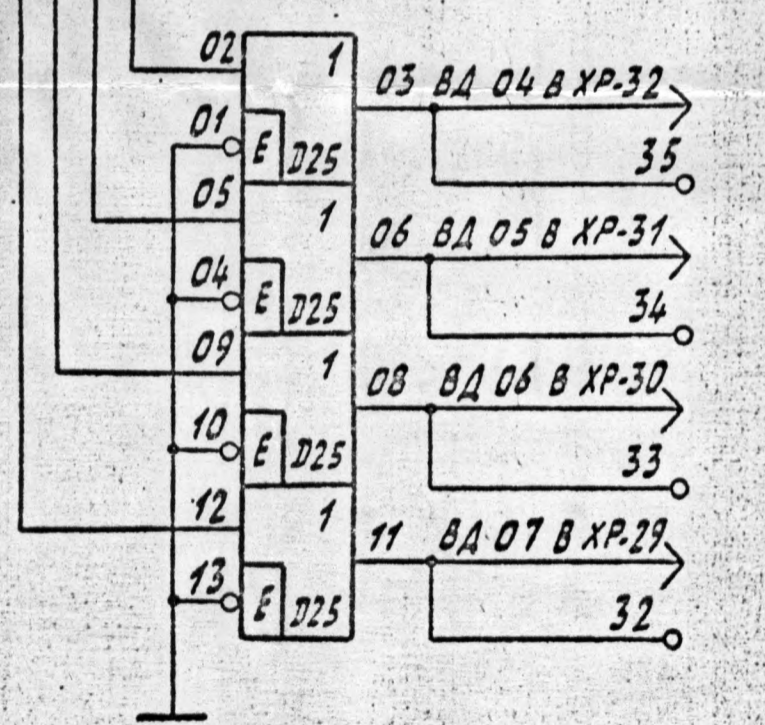 02 1 03 ВД 04 В ХР-32
01 E D25 35
05 1 06 ВД 05 В ХР-31
04 E D25 34
09 1 08 ВД 06 В ХР-30
10 E D25 33
12 1 11 ВД 07 В ХР-29
13 E D25 32